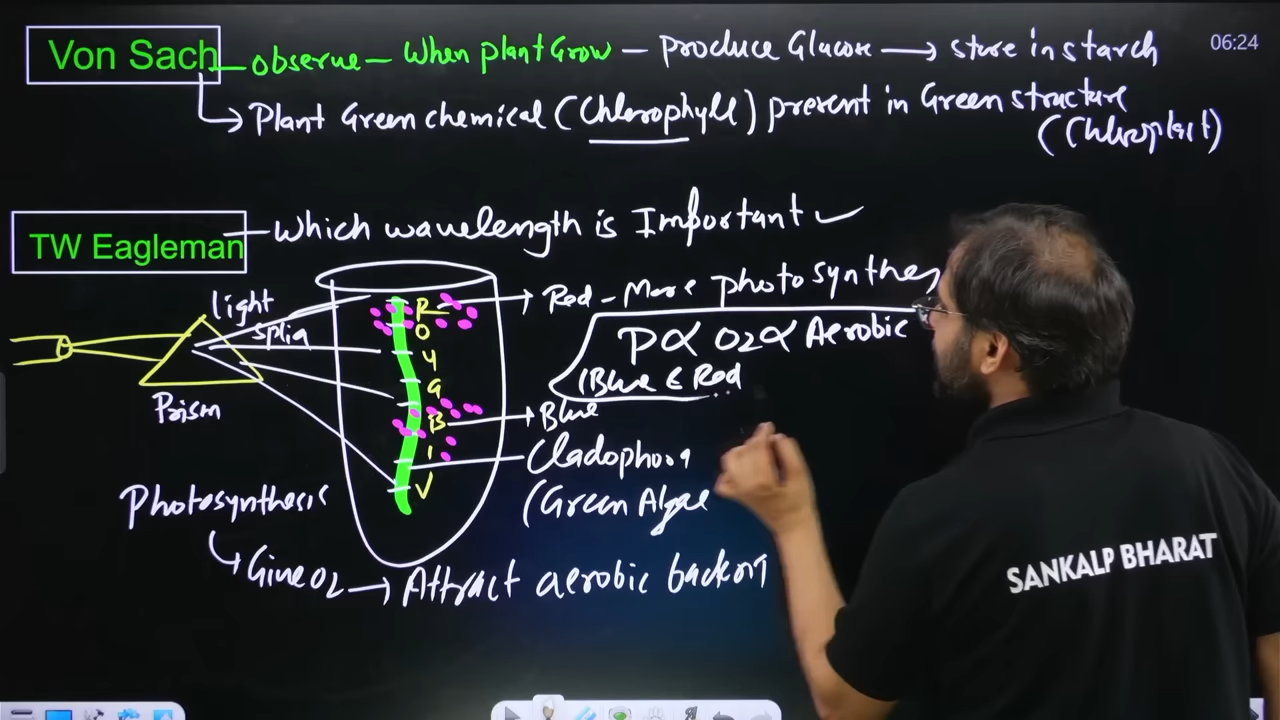 Von Sach - observe - When plant Grow - produce Glucose → store in starch
06:24
→ Plant Green chemical (Chlorophyll) present in Green structure
(Chloroplast)
TW Eagleman - Which wavelength is Important ✓
light
Red - More photosynthes
R
O
P∝ O2∝ Aerobic
Y
(Blue & Red
G
Prism
B → Blue
I
Cladophora
V
(Green Algae
Photosynthesis
→ Give O2 → Attract aerobic
SANKALP BHARAT